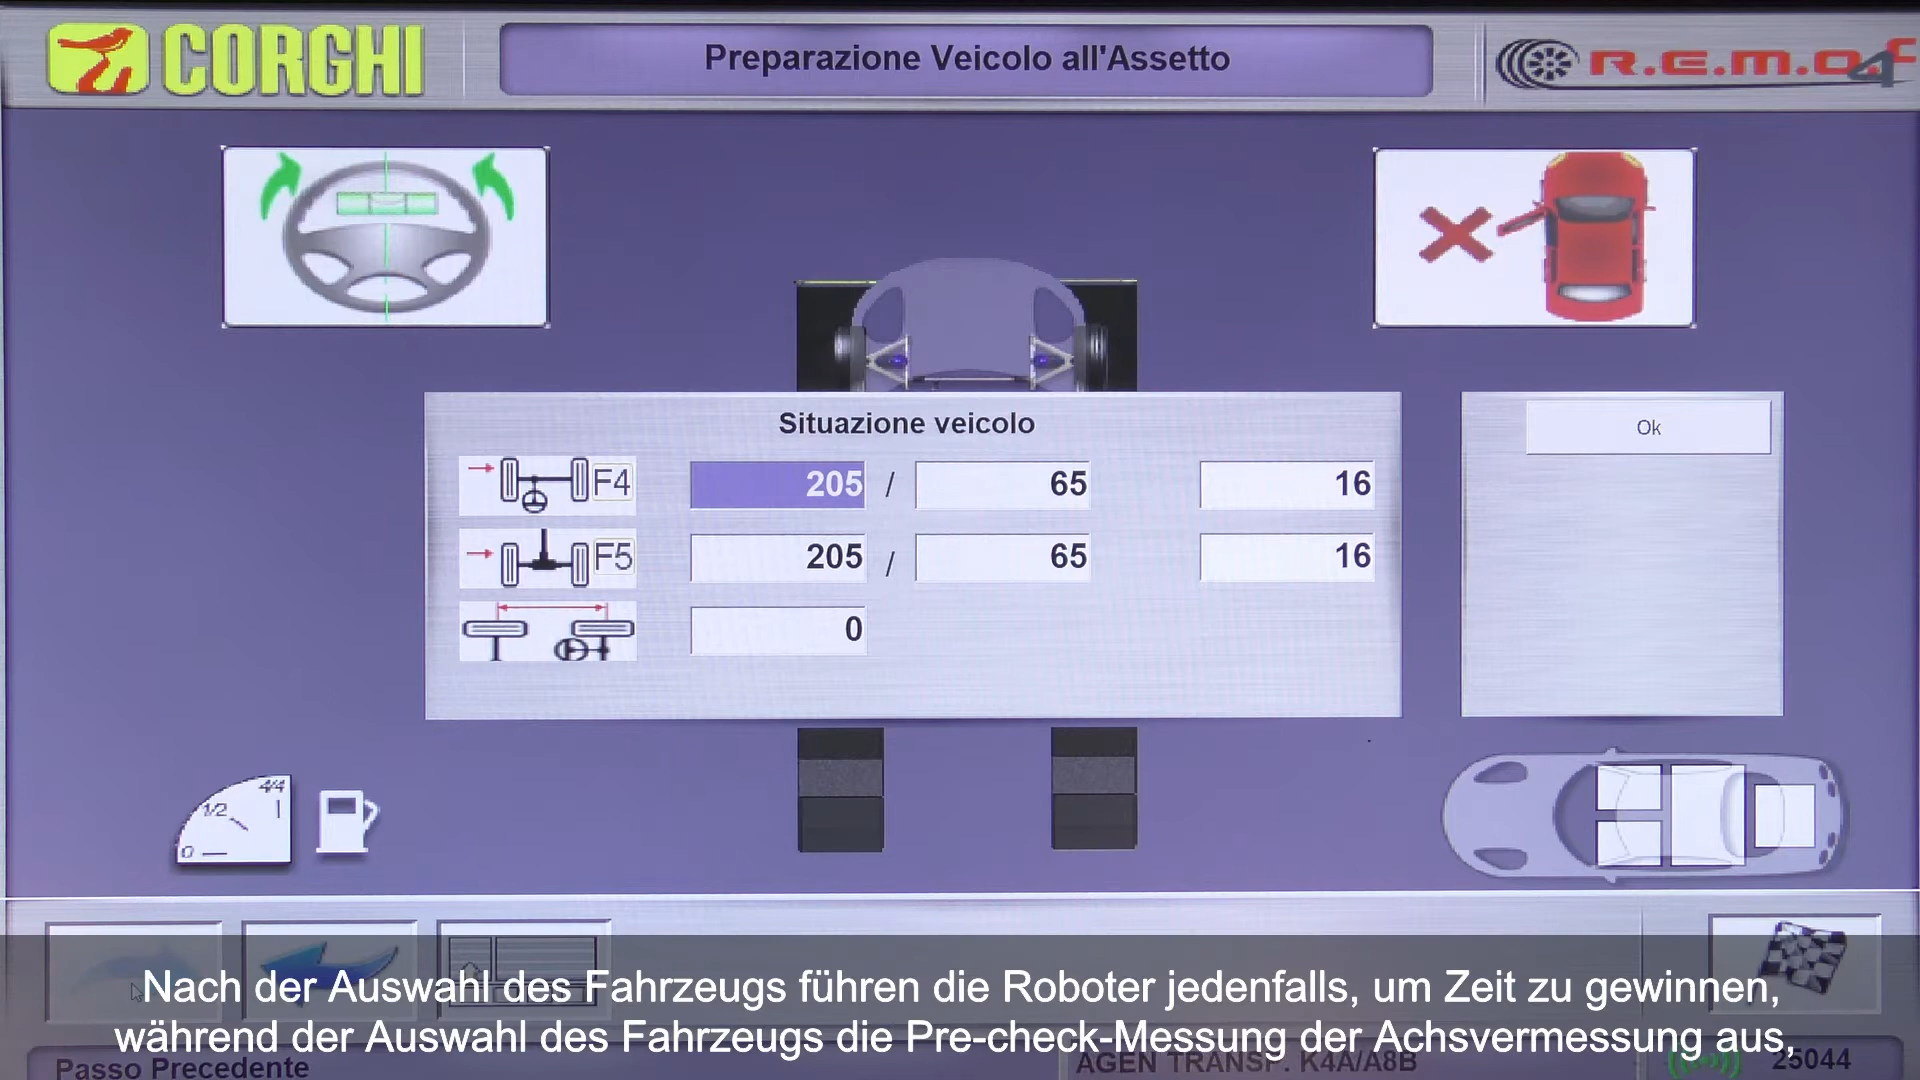 CORGHI
Preparazione Veicolo all'Assetto
R.E.M.O.
4
Situazione veicolo
Ok
F4 205 / 65 16
F5 205 / 65 16
0
4/4
1/2
0
Nach der Auswahl des Fahrzeugs führen die Roboter jedenfalls, um Zeit zu gewinnen,
während der Auswahl des Fahrzeugs die Pre-check-Messung der Achsvermessung aus,
Passo Precedente
AGEN TRANSP. K4A/A8B
25044